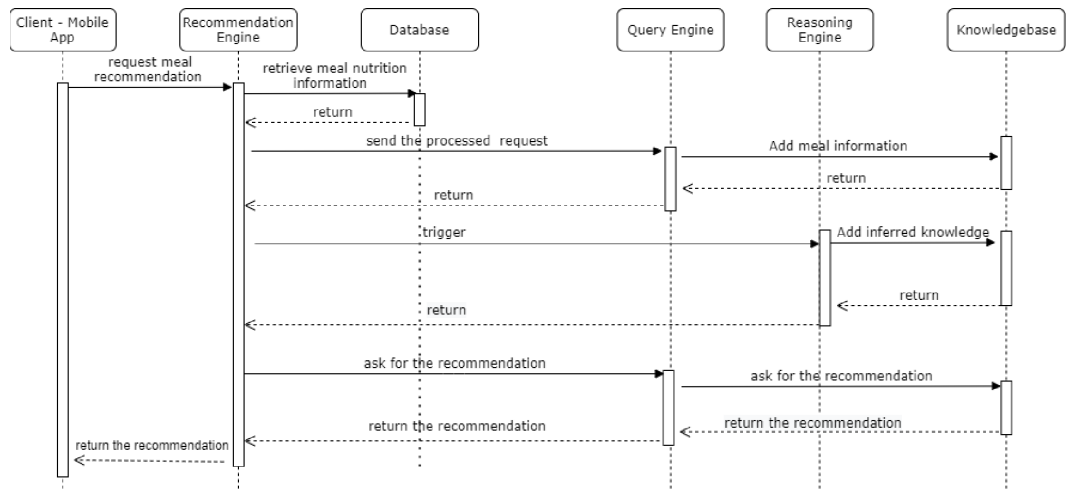 Client - Mobile
App
Recommendation
Engine
Database
Query Engine
Reasoning
Engine
Knowledgebase
request meal
recommendation
retrieve meal nutrition
information
return
send the processed request
Add meal information
return
return
trigger
Add inferred knowledge
return
return
ask for the recommendation
ask for the recommendation
return the recommendation
return the recommendation
return the recommendation